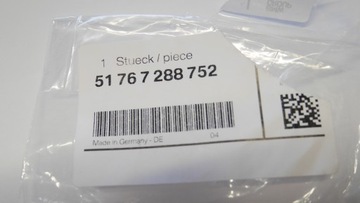 1 Stueck / piece
51 76 7 288 752
Made in Germany - DE 04